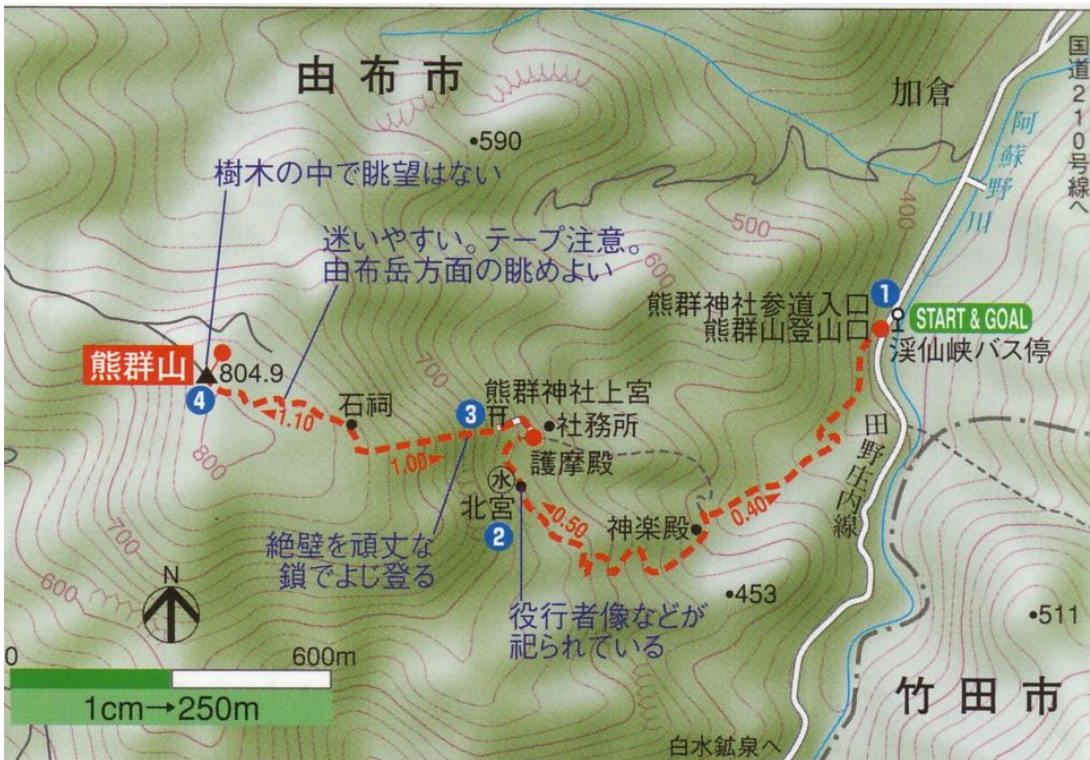 由布市
加倉
国道210号線へ
阿蘇野川
•590
樹木の中で眺望はない
迷いやすい。テープ注意。
由布岳方面の眺めよい
400
500
600
1
熊群神社参道入口
熊群山登山口
START & GOAL
渓仙峡バス停
熊群山
804.9
4
1.10
石祠
700
3
熊群神社上宮
社務所
護摩殿
1.00
水
北宮
2
0.50
神楽殿
0.40
田野庄内線
800
700
600
絶壁を頑丈な
鎖でよじ登る
役行者像などが
祀られている
•453
•511
N
0 600m
1cm→250m
竹田市
白水鉱泉へ